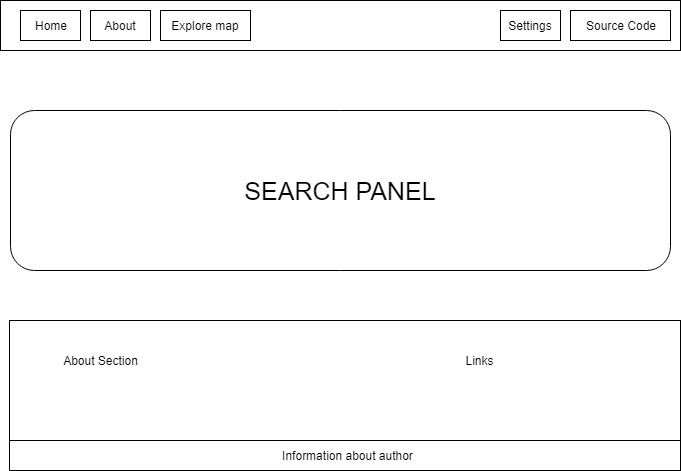 Home About Explore map Settings Source Code
SEARCH PANEL
About Section Links
Information about author